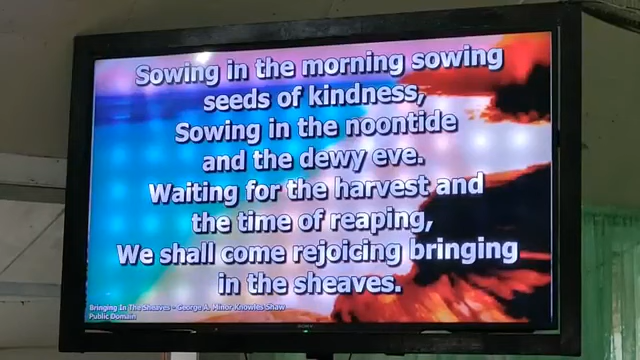 Sowing in the morning sowing
seeds of kindness,
Sowing in the noontide
and the dewy eve.
Waiting for the harvest and
the time of reaping,
We shall come rejoicing bringing
in the sheaves.
Bringing In The Sheaves - George A. Minor Knowles Shaw
Public Domain
SONY